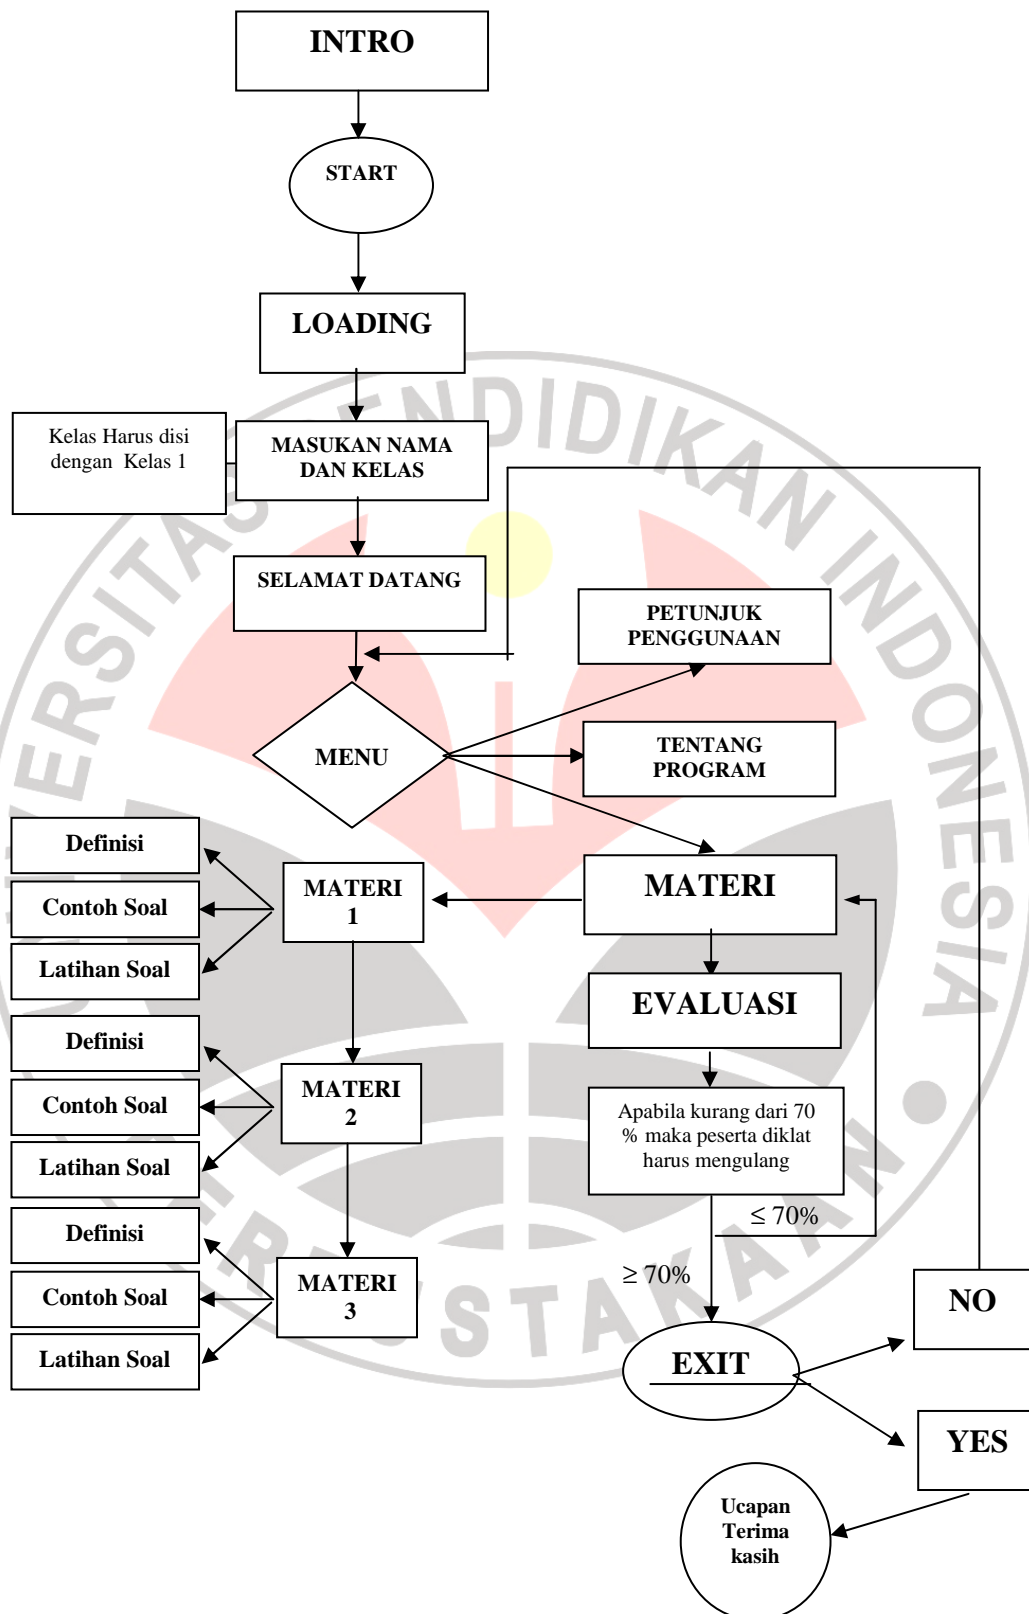 INTRO
START
LOADING
Kelas Harus disi
dengan Kelas 1
MASUKAN NAMA
DAN KELAS
SELAMAT DATANG
PETUNJUK
PENGGUNAAN
MENU
TENTANG
PROGRAM
Definisi
Contoh Soal
Latihan Soal
MATERI
1
MATERI
EVALUASI
Definisi
Contoh Soal
Latihan Soal
MATERI
2
Apabila kurang dari 70
% maka peserta diklat
harus mengulang
≤ 70%
≥ 70%
Definisi
Contoh Soal
Latihan Soal
MATERI
3
EXIT
NO
YES
Ucapan
Terima
kasih
UNIVERSITAS PENDIDIKAN INDONESIA
PERPUSTAKAAN